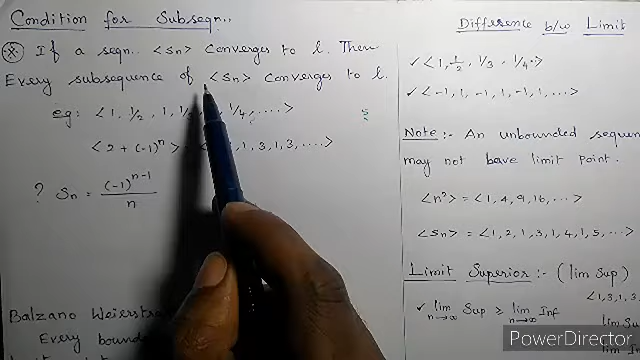 Condition for Subseqn..
If a seqn. <Sn> Converges to l. Then
Every subsequence of <Sn> Converges to l.
eg: < 1, 1/2, 1, 1/4, ....>
< 2 + (-1)^n > = 1, 3, 1, 3, ....>
? Sn = (-1)^(n-1) / n
Balzano Weierstra
Every bound
Difference b/w Limit
✓ < 1, 1/2, 1/3, 1/4.>
✓ < -1, 1, -1, 1, -1, 1, ...>
Note :- An unbounded sequen
may not have limit point.
< n² > = < 1, 4, 9, 16, ...>
< Sn > = < 1, 2, 1, 3, 1, 4, 1, 5, ...>
Limit Superior :- (lim Sup)
<1, 3, 1, 3,
✓ lim n→∞ Sup ≥ lim n→∞ Inf
lim Su
PowerDirector